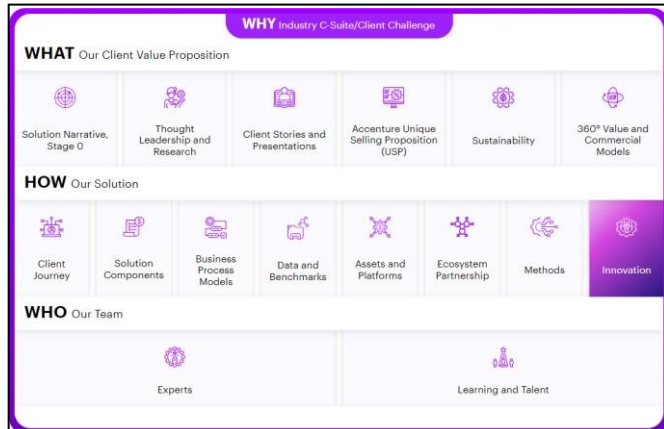 WHY Industry C-Suite/Client Challenge
WHAT Our Client Value Proposition
Solution Narrative,
Stage 0
Thought
Leadership and
Research
Client Stories and
Presentations
Accenture Unique
Selling Proposition
(USP)
Sustainability
360° Value and
Commercial
Models
HOW Our Solution
Client
Journey
Solution
Components
Business
Process
Models
Data and
Benchmarks
Assets and
Platforms
Ecosystem
Partnership
Methods
Innovation
WHO Our Team
Experts
Learning and Talent